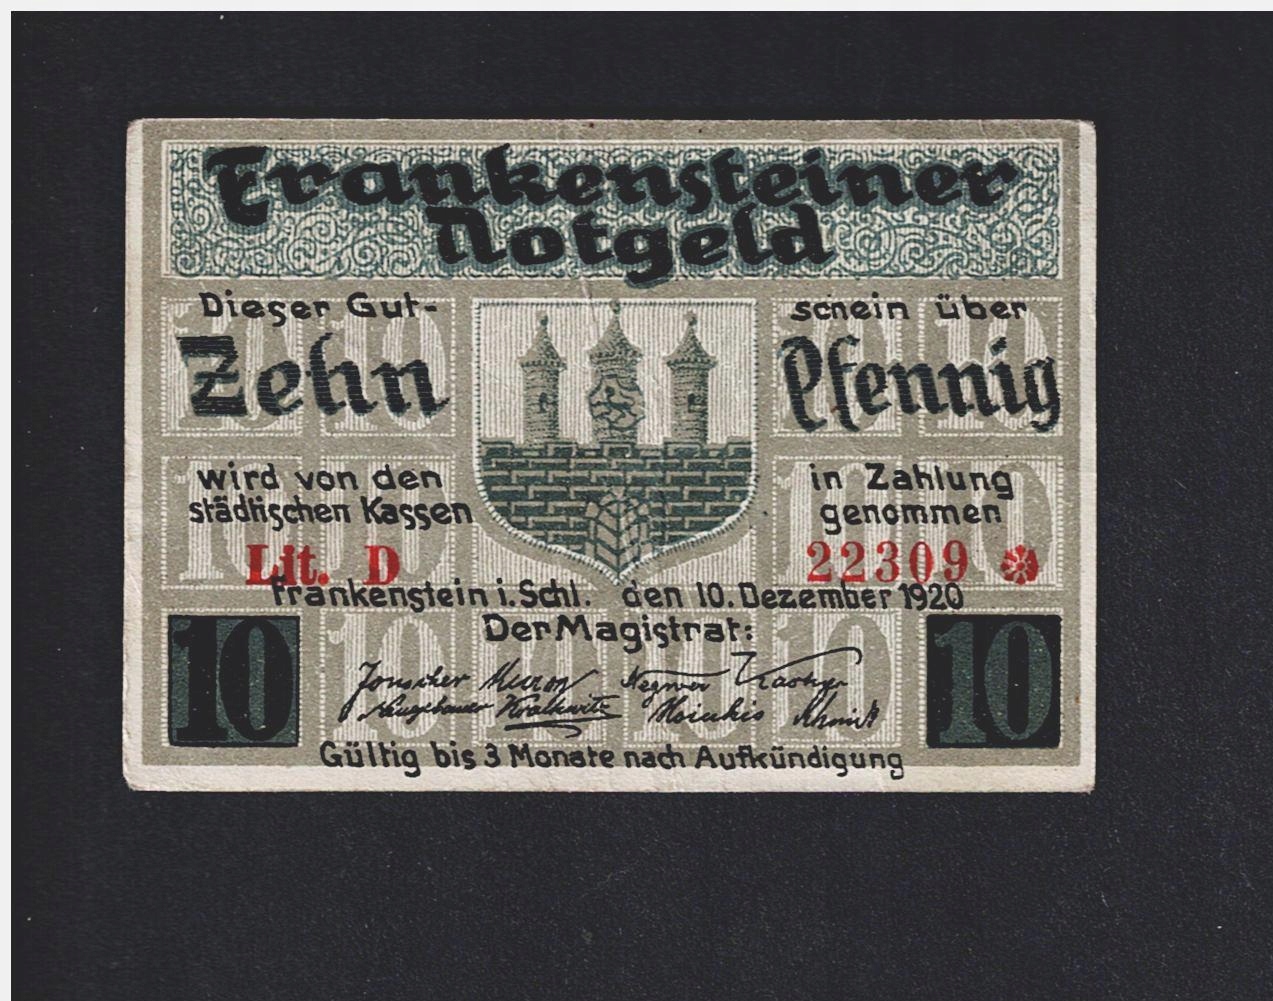 Frankensteiner
Notgeld
Dieser Gut- schein über
Zehn Pfennig
wird von den in Zahlung
städtischen Kassen genommen
Lit. D 22309
Frankenstein i. Schl. den 10. Dezember 1920
Der Magistrat:
10 10
Gültig bis 3 Monate nach Aufkündigung